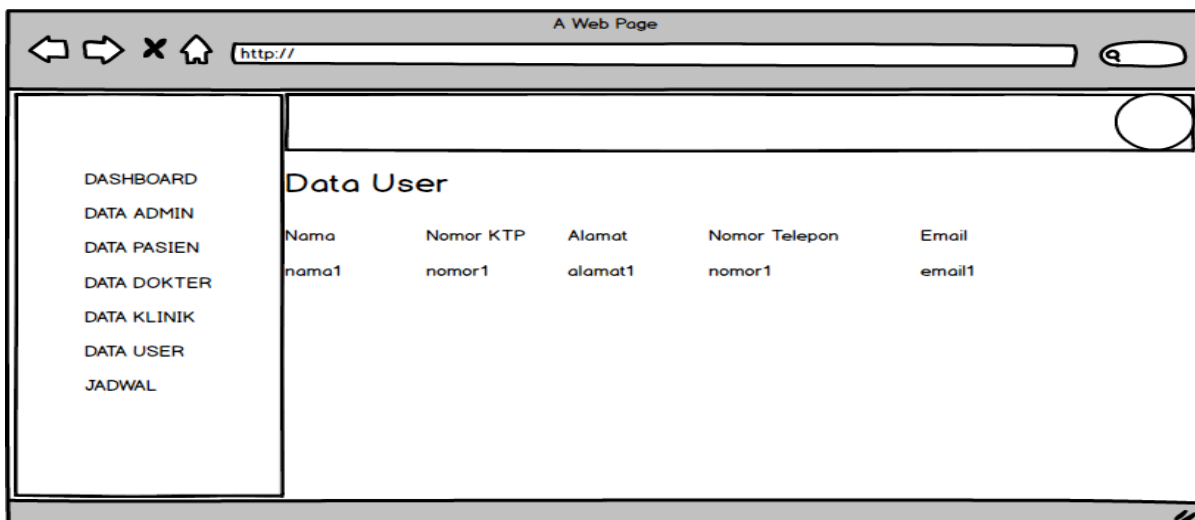 A Web Page
http://
DASHBOARD
DATA ADMIN
DATA PASIEN
DATA DOKTER
DATA KLINIK
DATA USER
JADWAL
Data User
Nama Nomor KTP Alamat Nomor Telepon Email
nama1 nomor1 alamat1 nomor1 email1